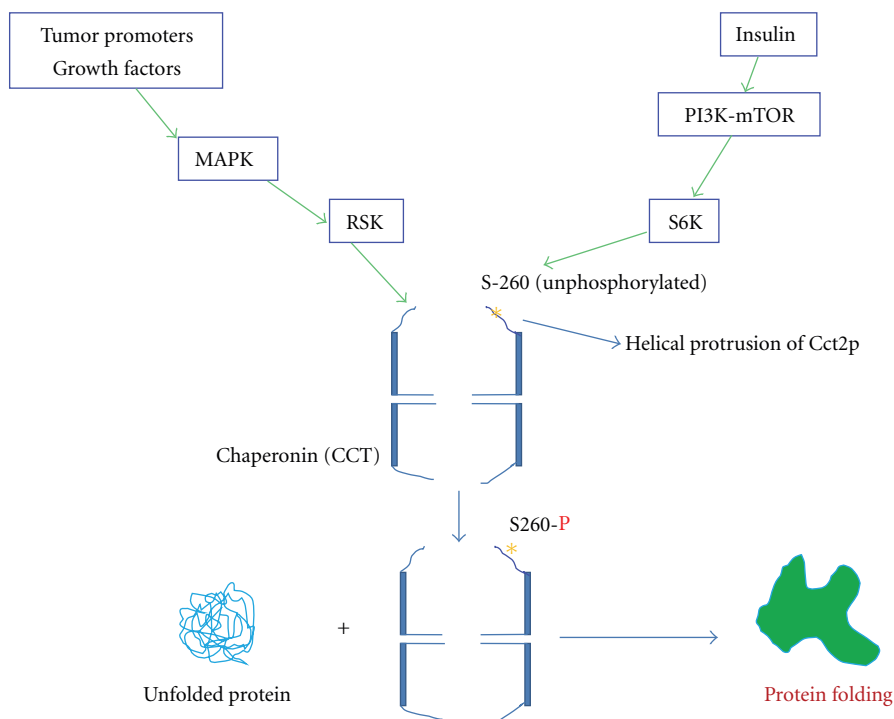 Tumor promoters
Growth factors
Insulin
PI3K-mTOR
MAPK
RSK
S6K
S-260 (unphosphorylated)
*
Helical protrusion of Cct2p
Chaperonin (CCT)
S260-P
*
+
Unfolded protein
Protein folding